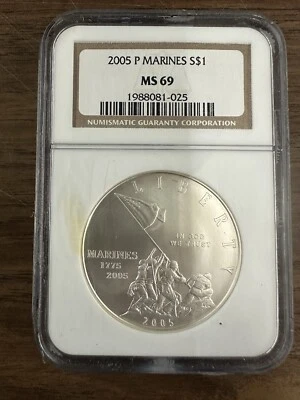 2005 P MARINES S$1
MS 69
1988081-025
NUMISMATIC GUARANTY CORPORATION
LIBERTY
IN GOD
WE TRUST
MARINES
1775
2005
2005